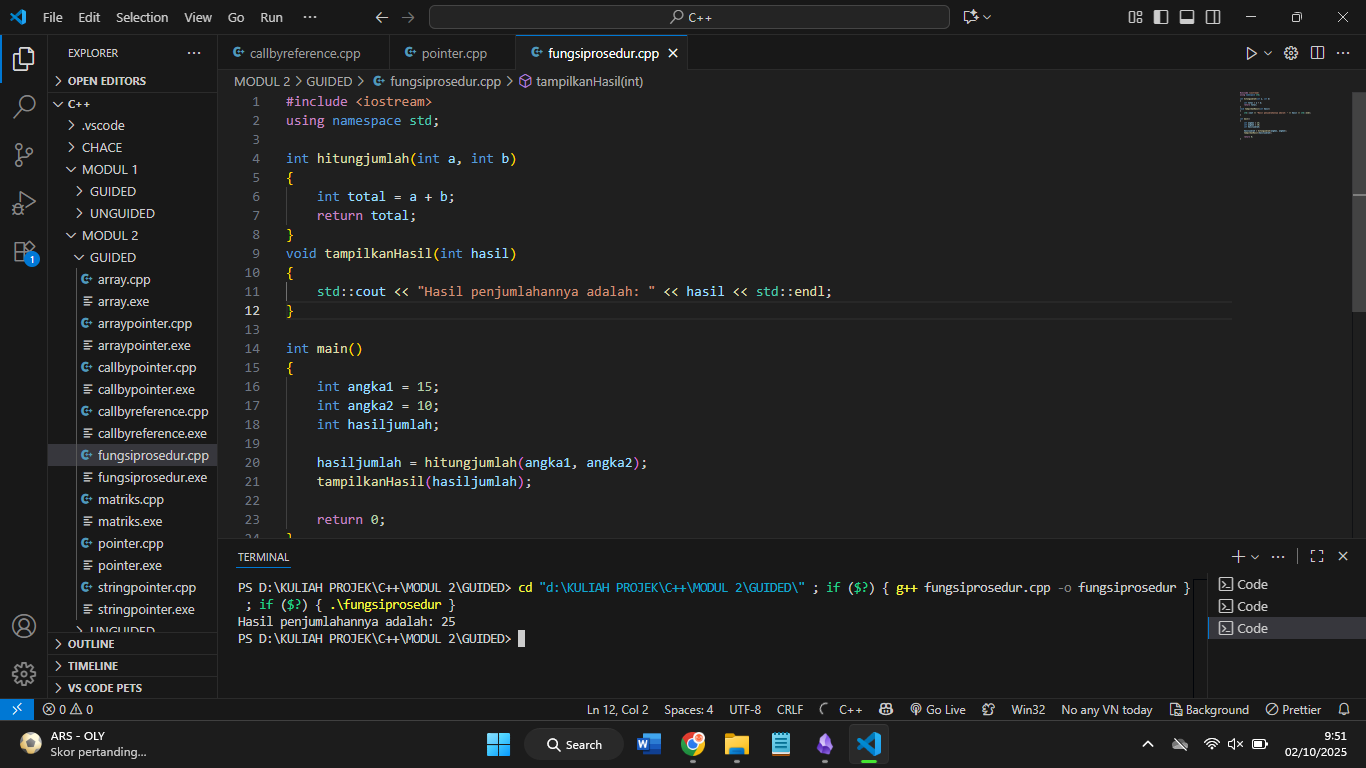 File Edit Selection View Go Run ··· C++
EXPLORER ···
OPEN EDITORS
C++
.vscode
CHACE
MODUL 1
GUIDED
UNGUIDED
MODUL 2
GUIDED
array.cpp
array.exe
arraypointer.cpp
arraypointer.exe
callbypointer.cpp
callbypointer.exe
callbyreference.cpp
callbyreference.exe
fungsiprosedur.cpp
fungsiprosedur.exe
matriks.cpp
matriks.exe
pointer.cpp
pointer.exe
stringpointer.cpp
stringpointer.exe
UNGUIDED
OUTLINE
TIMELINE
VS CODE PETS
1
callbyreference.cpp pointer.cpp fungsiprosedur.cpp
MODUL 2 > GUIDED > fungsiprosedur.cpp > tampilkanHasil(int)
1 #include <iostream>
2 using namespace std;
3
4 int hitungjumlah(int a, int b)
5 {
6 int total = a + b;
7 return total;
8 }
9 void tampilkanHasil(int hasil)
10 {
11 std::cout << "Hasil penjumlahannya adalah: " << hasil << std::endl;
12 }
13
14 int main()
15 {
16 int angka1 = 15;
17 int angka2 = 10;
18 int hasiljumlah;
19
20 hasiljumlah = hitungjumlah(angka1, angka2);
21 tampilkanHasil(hasiljumlah);
22
23 return 0;
24 }
TERMINAL
PS D:\KULIAH PROJEK\C++\MODUL 2\GUIDED> cd "d:\KULIAH PROJEK\C++\MODUL 2\GUIDED\" ; if ($?) { g++ fungsiprosedur.cpp -o fungsiprosedur }
; if ($?) { .\fungsiprosedur }
Hasil penjumlahannya adalah: 25
PS D:\KULIAH PROJEK\C++\MODUL 2\GUIDED>
Code
Code
Code
0 0 Ln 12, Col 2 Spaces: 4 UTF-8 CRLF C++ Go Live Win32 No any VN today Background Prettier
ARS - OLY
Skor pertanding...
Search
9:51
02/10/2025